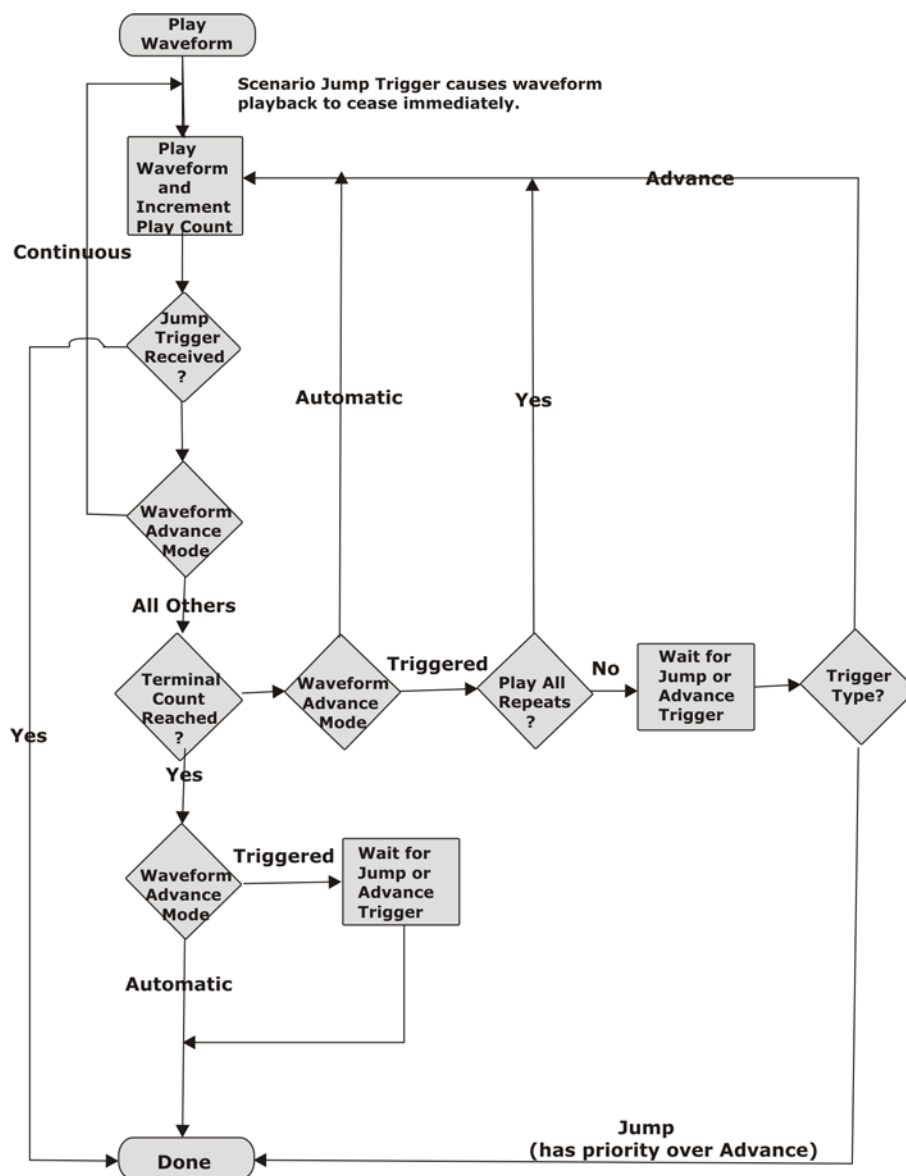 Play
Waveform
Scenario Jump Trigger causes waveform
playback to cease immediately.
Play
Waveform
and
Increment
Play Count
Advance
Continuous
Jump
Trigger
Received
?
Automatic
Yes
Waveform
Advance
Mode
All Others
Terminal
Count
Reached
?
Waveform
Advance
Mode
Triggered
Play All
Repeats
?
No
Wait for
Jump or
Advance
Trigger
Trigger
Type?
Yes
Yes
Waveform
Advance
Mode
Triggered
Wait for
Jump or
Advance
Trigger
Automatic
Jump
(has priority over Advance)
Done